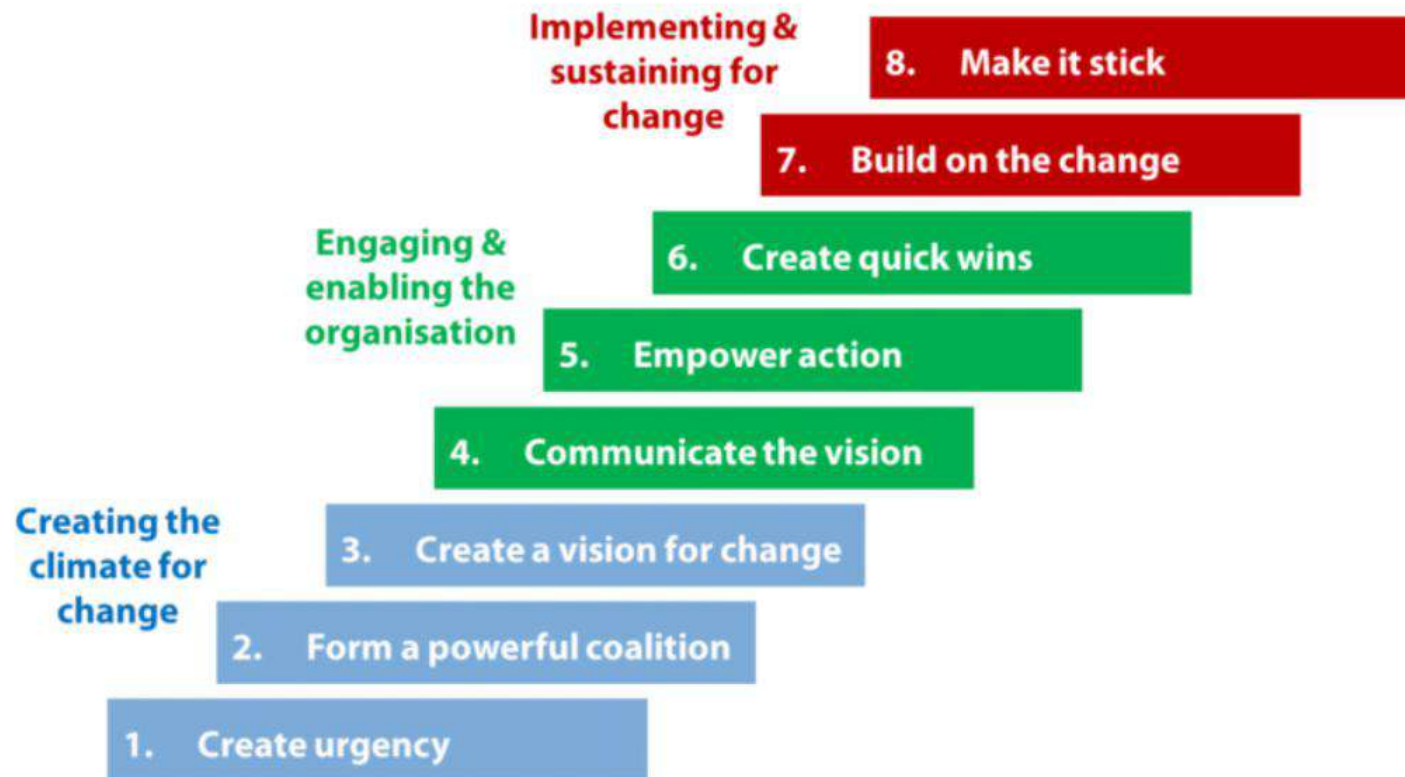 Implementing &
sustaining for
change
8. Make it stick
7. Build on the change
Engaging &
enabling the
organisation
6. Create quick wins
5. Empower action
4. Communicate the vision
Creating the
climate for
change
3. Create a vision for change
2. Form a powerful coalition
1. Create urgency